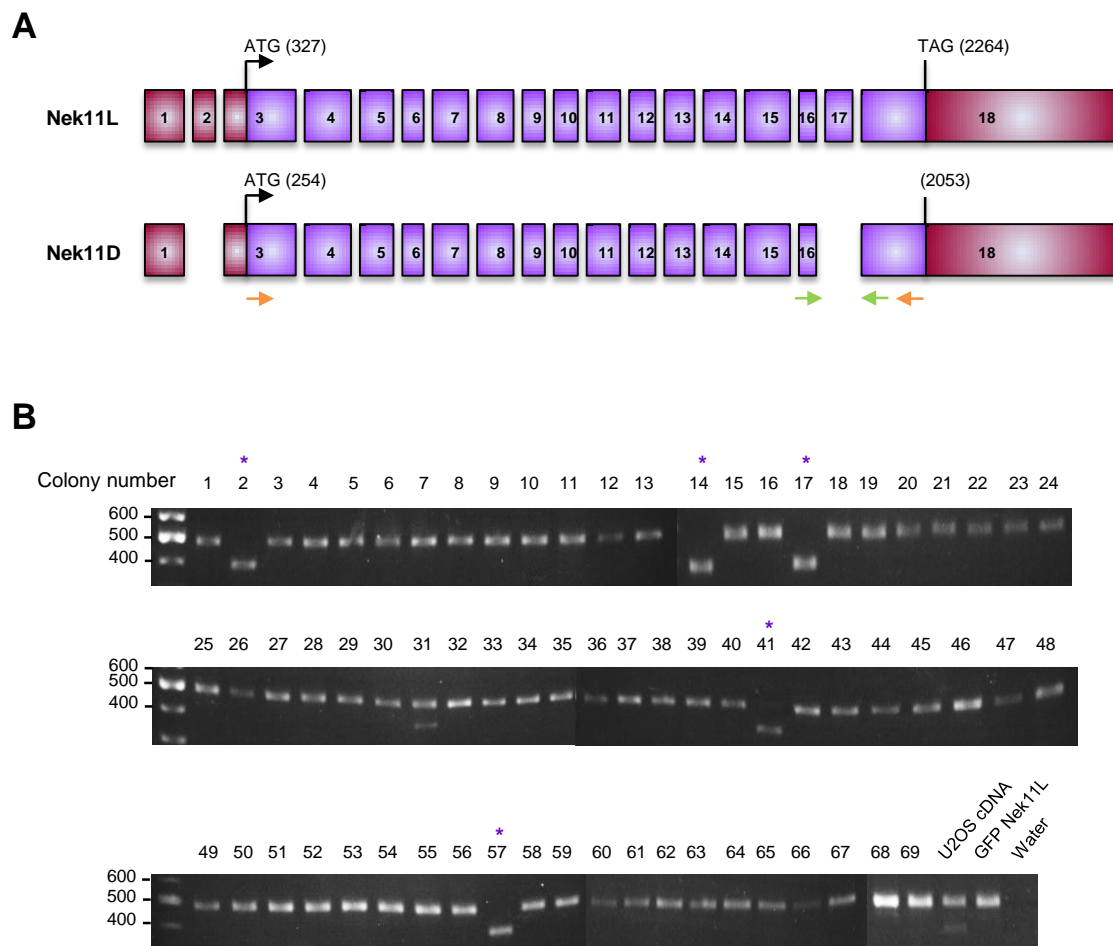 A
ATG (327)
TAG (2264)
Nek11L
1 2 3 4 5 6 7 8 9 10 11 12 13 14 15 16 17 18
ATG (254)
(2053)
Nek11D
1 3 4 5 6 7 8 9 10 11 12 13 14 15 16 18
B
* * *
Colony number 1 2 3 4 5 6 7 8 9 10 11 12 13 14 15 16 17 18 19 20 21 22 23 24
600
500
400
*
25 26 27 28 29 30 31 32 33 34 35 36 37 38 39 40 41 42 43 44 45 46 47 48
600
500
400
*
49 50 51 52 53 54 55 56 57 58 59 60 61 62 63 64 65 66 67 68 69 U2OS cDNA GFP Nek11L Water
600
500
400